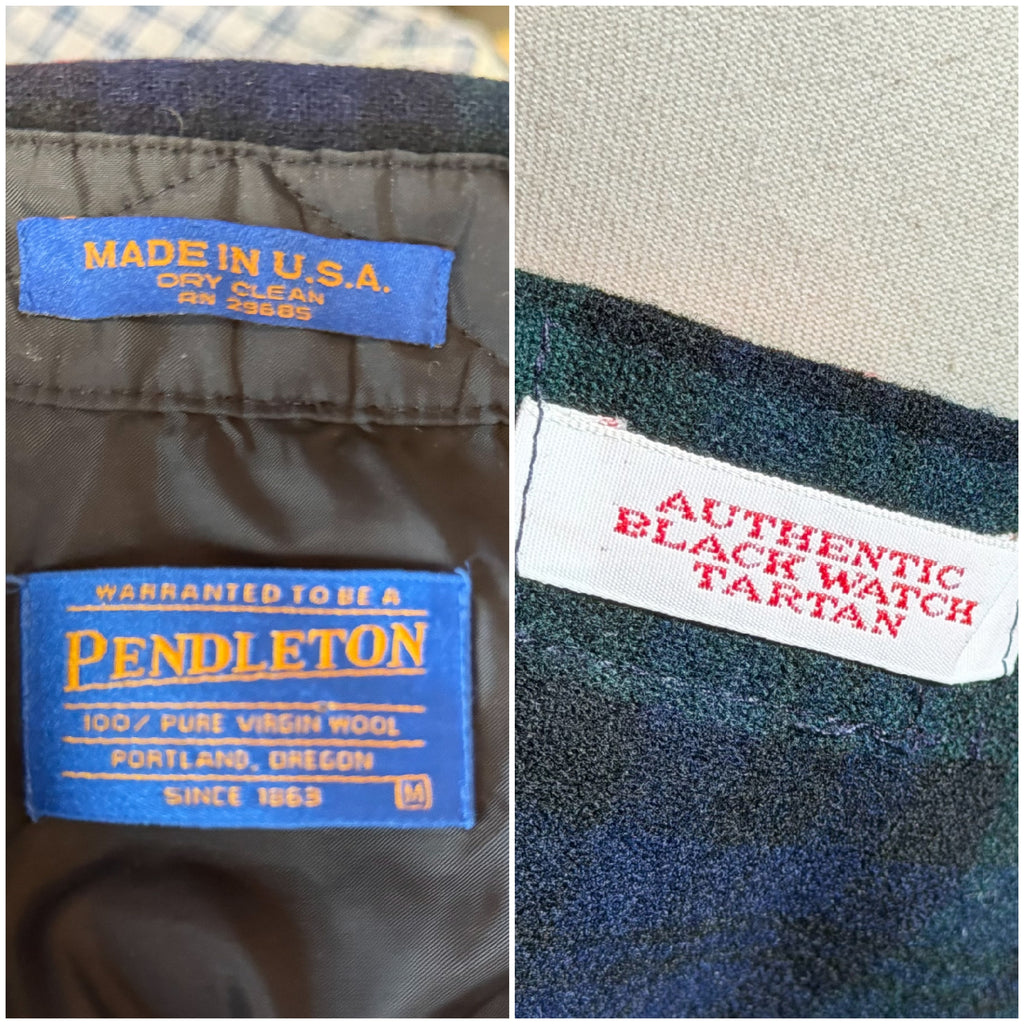 MADE IN U.S.A.
DRY CLEAN
RN 29685
WARRANTED TO BE A
PENDLETON
100/ PURE VIRGIN WOOL
PORTLAND, OREGON
SINCE 1863
M
AUTHENTIC
BLACK WATCH
TARTAN